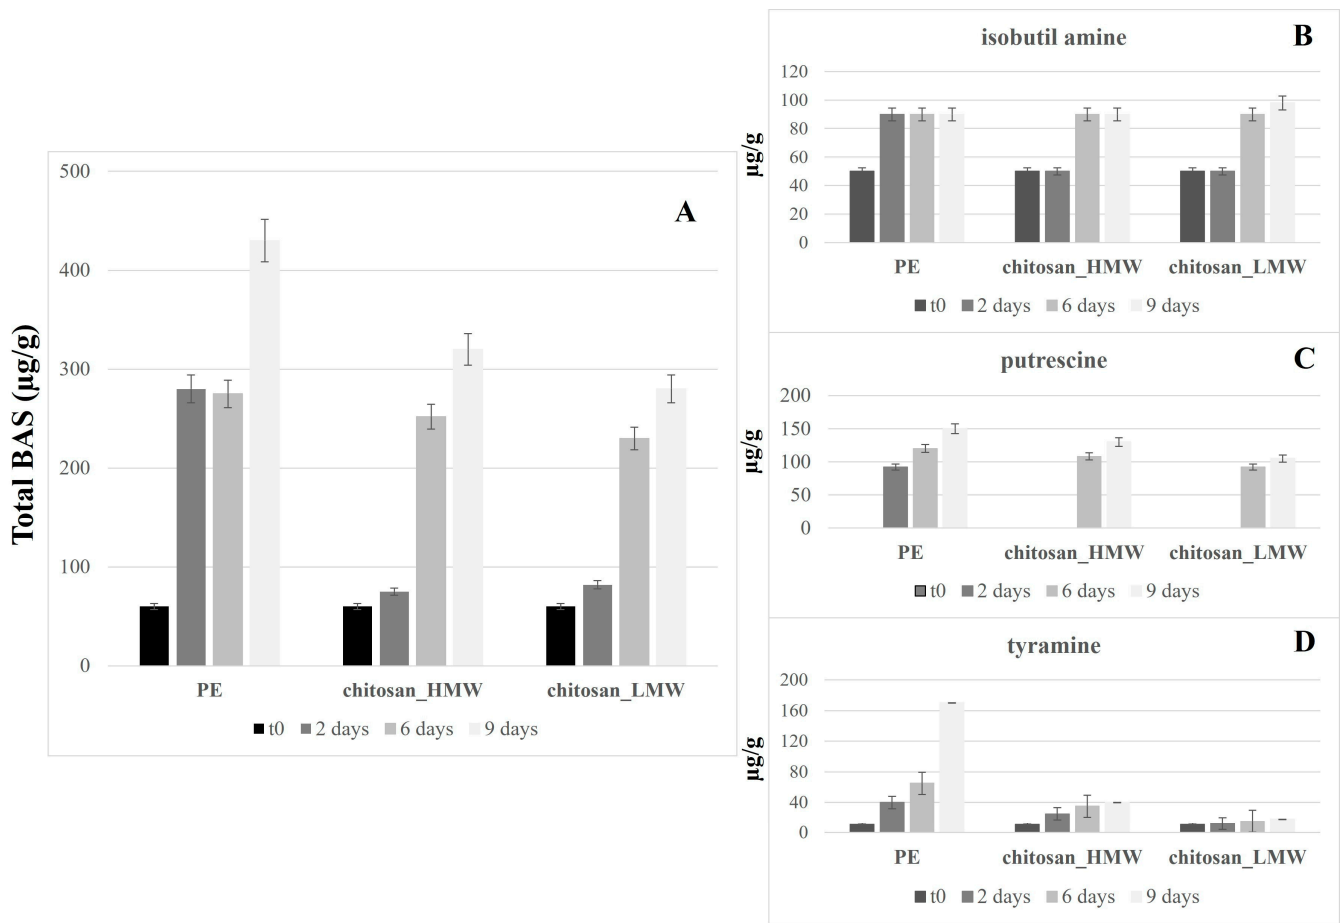 Total BAS (µg/g)
500
400
300
200
100
0
A
PE chitosan_HMW chitosan_LMW
t0 2 days 6 days 9 days
isobutil amine
B
µg/g
120
100
80
60
40
20
0
PE chitosan_HMW chitosan_LMW
t0 2 days 6 days 9 days
putrescine
C
µg/g
200
150
100
50
0
PE chitosan_HMW chitosan_LMW
t0 2 days 6 days 9 days
tyramine
D
µg/g
200
160
120
80
40
0
PE chitosan_HMW chitosan_LMW
t0 2 days 6 days 9 days